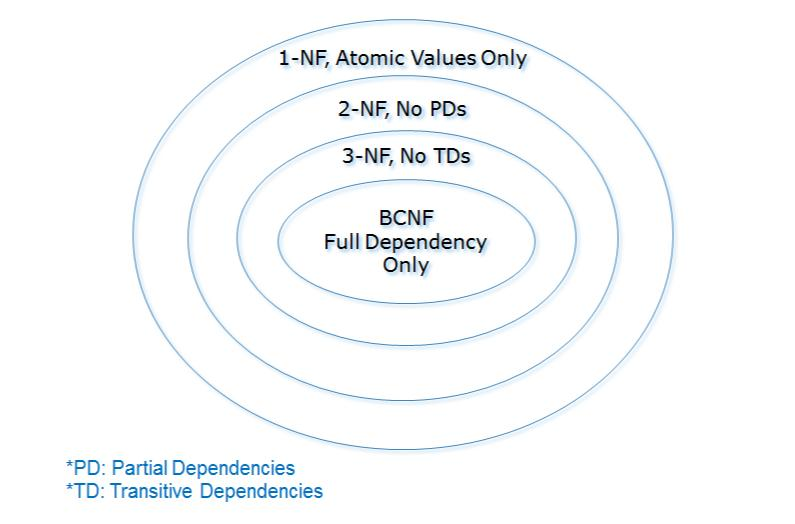 1-NF, Atomic Values Only
2-NF, No PDs
3-NF, No TDs
BCNF
Full Dependency
Only
*PD: Partial Dependencies
*TD: Transitive Dependencies